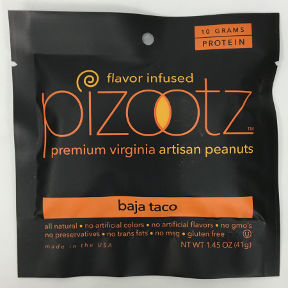 10 GRAMS
PROTEIN
flavor infused
pizootz™
premium virginia artisan peanuts
baja taco
all natural • no artificial colors • no artificial flavors • no gmo's
no preservatives • no trans fats • no msg • gluten free U
made in the USA
NT WT 1.45 OZ (41g)